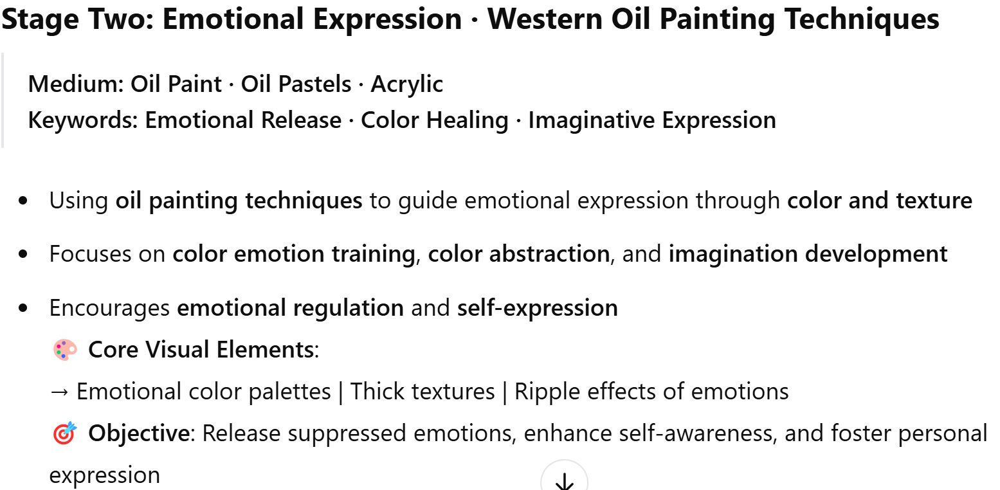 Stage Two: Emotional Expression · Western Oil Painting Techniques
Medium: Oil Paint · Oil Pastels · Acrylic
Keywords: Emotional Release · Color Healing · Imaginative Expression
• Using oil painting techniques to guide emotional expression through color and texture
• Focuses on color emotion training, color abstraction, and imagination development
• Encourages emotional regulation and self-expression
🎨 Core Visual Elements:
→ Emotional color palettes | Thick textures | Ripple effects of emotions
🎯 Objective: Release suppressed emotions, enhance self-awareness, and foster personal
expression